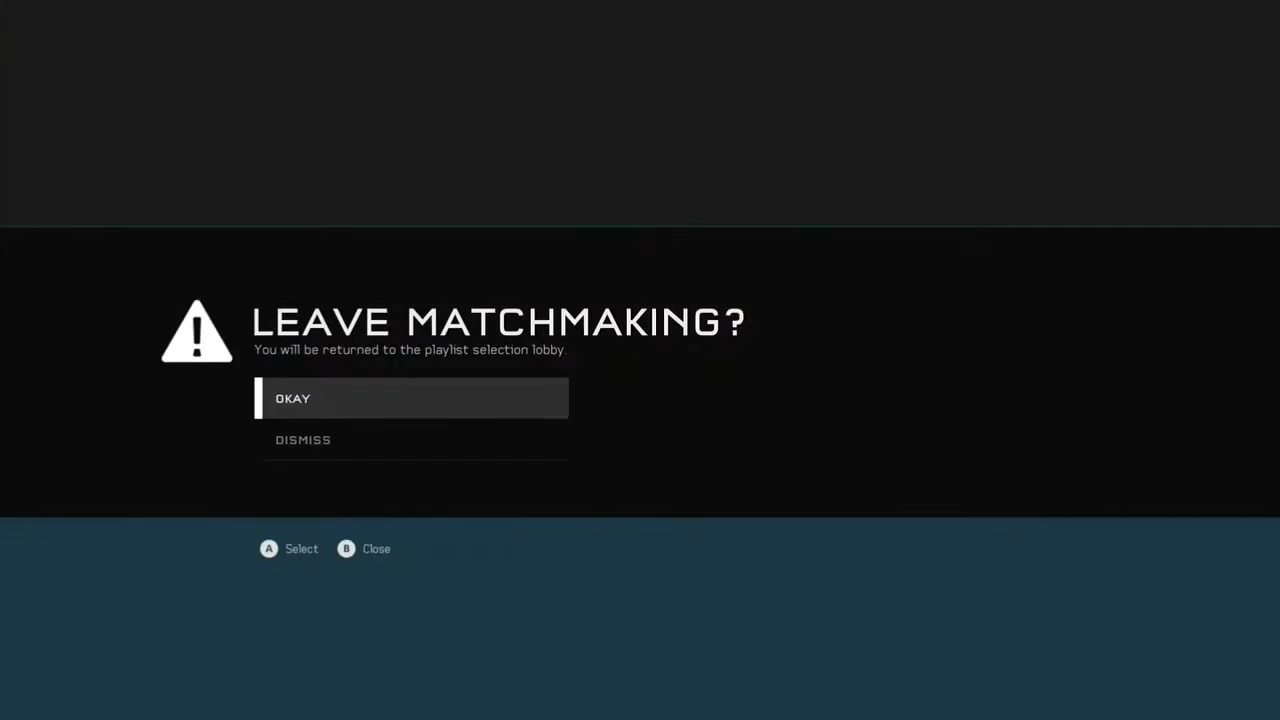 LEAVE MATCHMAKING?
You will be returned to the playlist selection lobby.
OKAY
DISMISS
A Select B Close